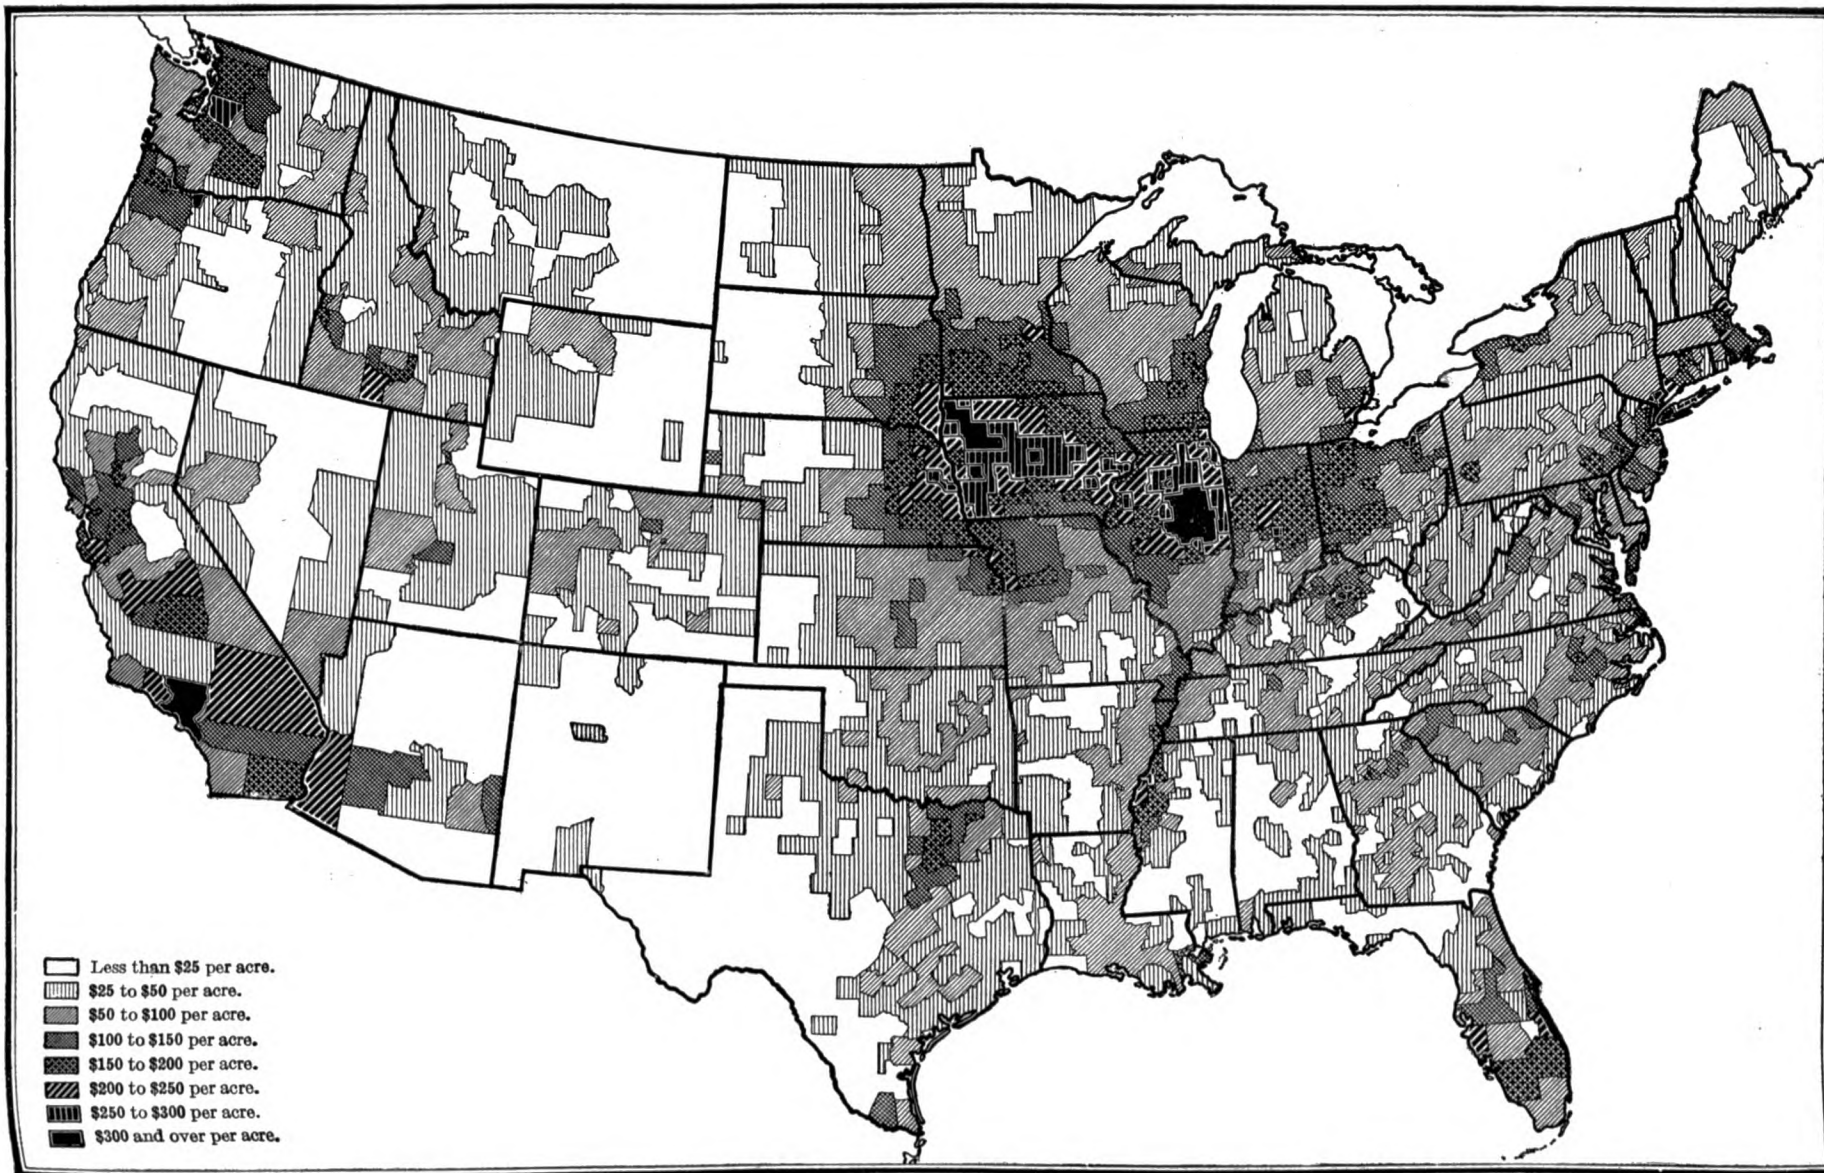 Less than $25 per acre.
$25 to $50 per acre.
$50 to $100 per acre.
$100 to $150 per acre.
$150 to $200 per acre.
$200 to $250 per acre.
$250 to $300 per acre.
$300 and over per acre.